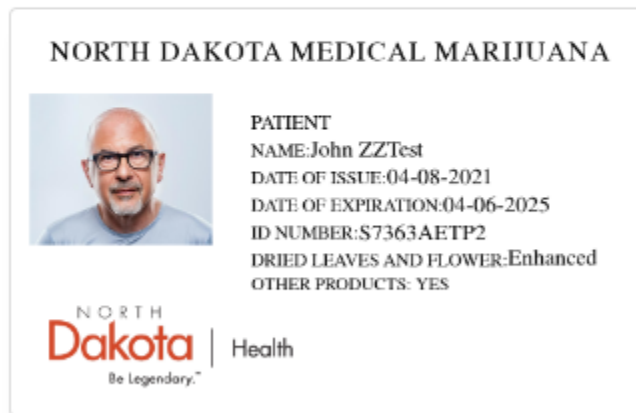 NORTH DAKOTA MEDICAL MARIJUANA
PATIENT
NAME:John ZZTest
DATE OF ISSUE:04-08-2021
DATE OF EXPIRATION:04-06-2025
ID NUMBER:S7363AETP2
DRIED LEAVES AND FLOWER:Enhanced
OTHER PRODUCTS: YES
NORTH
Dakota | Health
Be Legendary.™